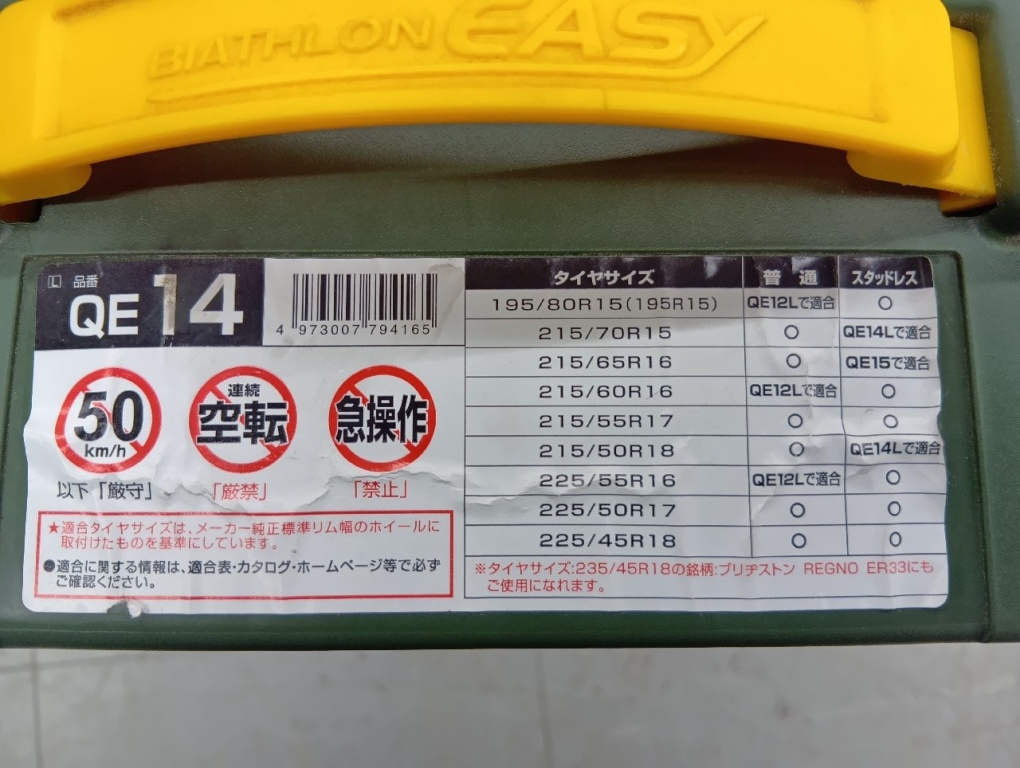 BIATHLON EASY
L 品番
QE 14
4 973007 794165
50
km/h
以下「厳守」
連続
空転
「厳禁」
急操作
「禁止」
★適合タイヤサイズは、メーカー純正標準リム幅のホイールに
取付けたものを基準にしています。
●適合に関する情報は、適合表・カタログ・ホームページ等で必ず
ご確認ください。
タイヤサイズ 普通 スタッドレス
195/80R15(195R15) QE12Lで適合 ○
215/70R15 ○ QE14Lで適合
215/65R16 ○ QE15で適合
215/60R16 QE12Lで適合 ○
215/55R17 ○ ○
215/50R18 ○ QE14Lで適合
225/55R16 QE12Lで適合 ○
225/50R17 ○ ○
225/45R18 ○ ○
※タイヤサイズ:235/45R18の銘柄:ブリヂストン REGNO ER33にも
ご使用になれます。